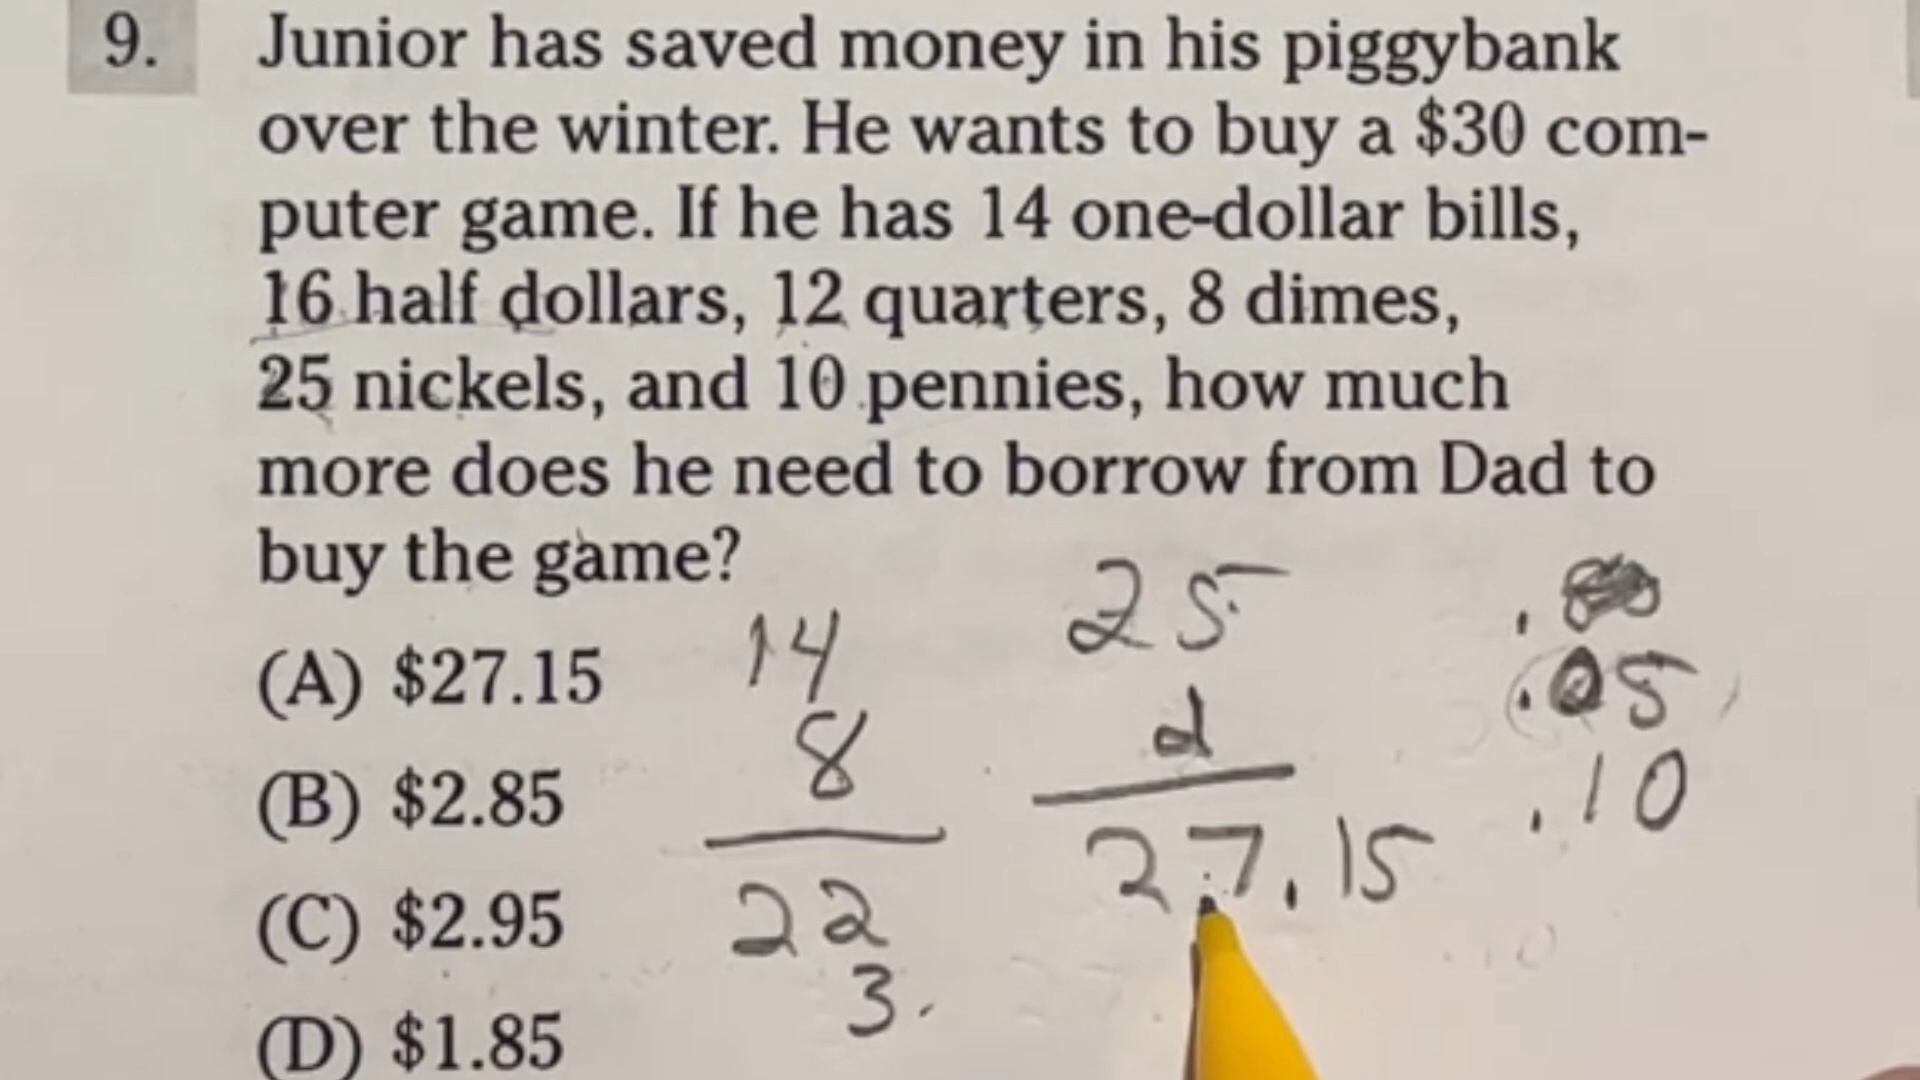 9.
Junior has saved money in his piggybank
over the winter. He wants to buy a $30 com-
puter game. If he has 14 one-dollar bills,
16 half dollars, 12 quarters, 8 dimes,
25 nickels, and 10 pennies, how much
more does he need to borrow from Dad to
buy the game?
(A) $27.15
(B) $2.85
(C) $2.95
(D) $1.85
14
8
22
3.
25
2
27.15
.05
.10